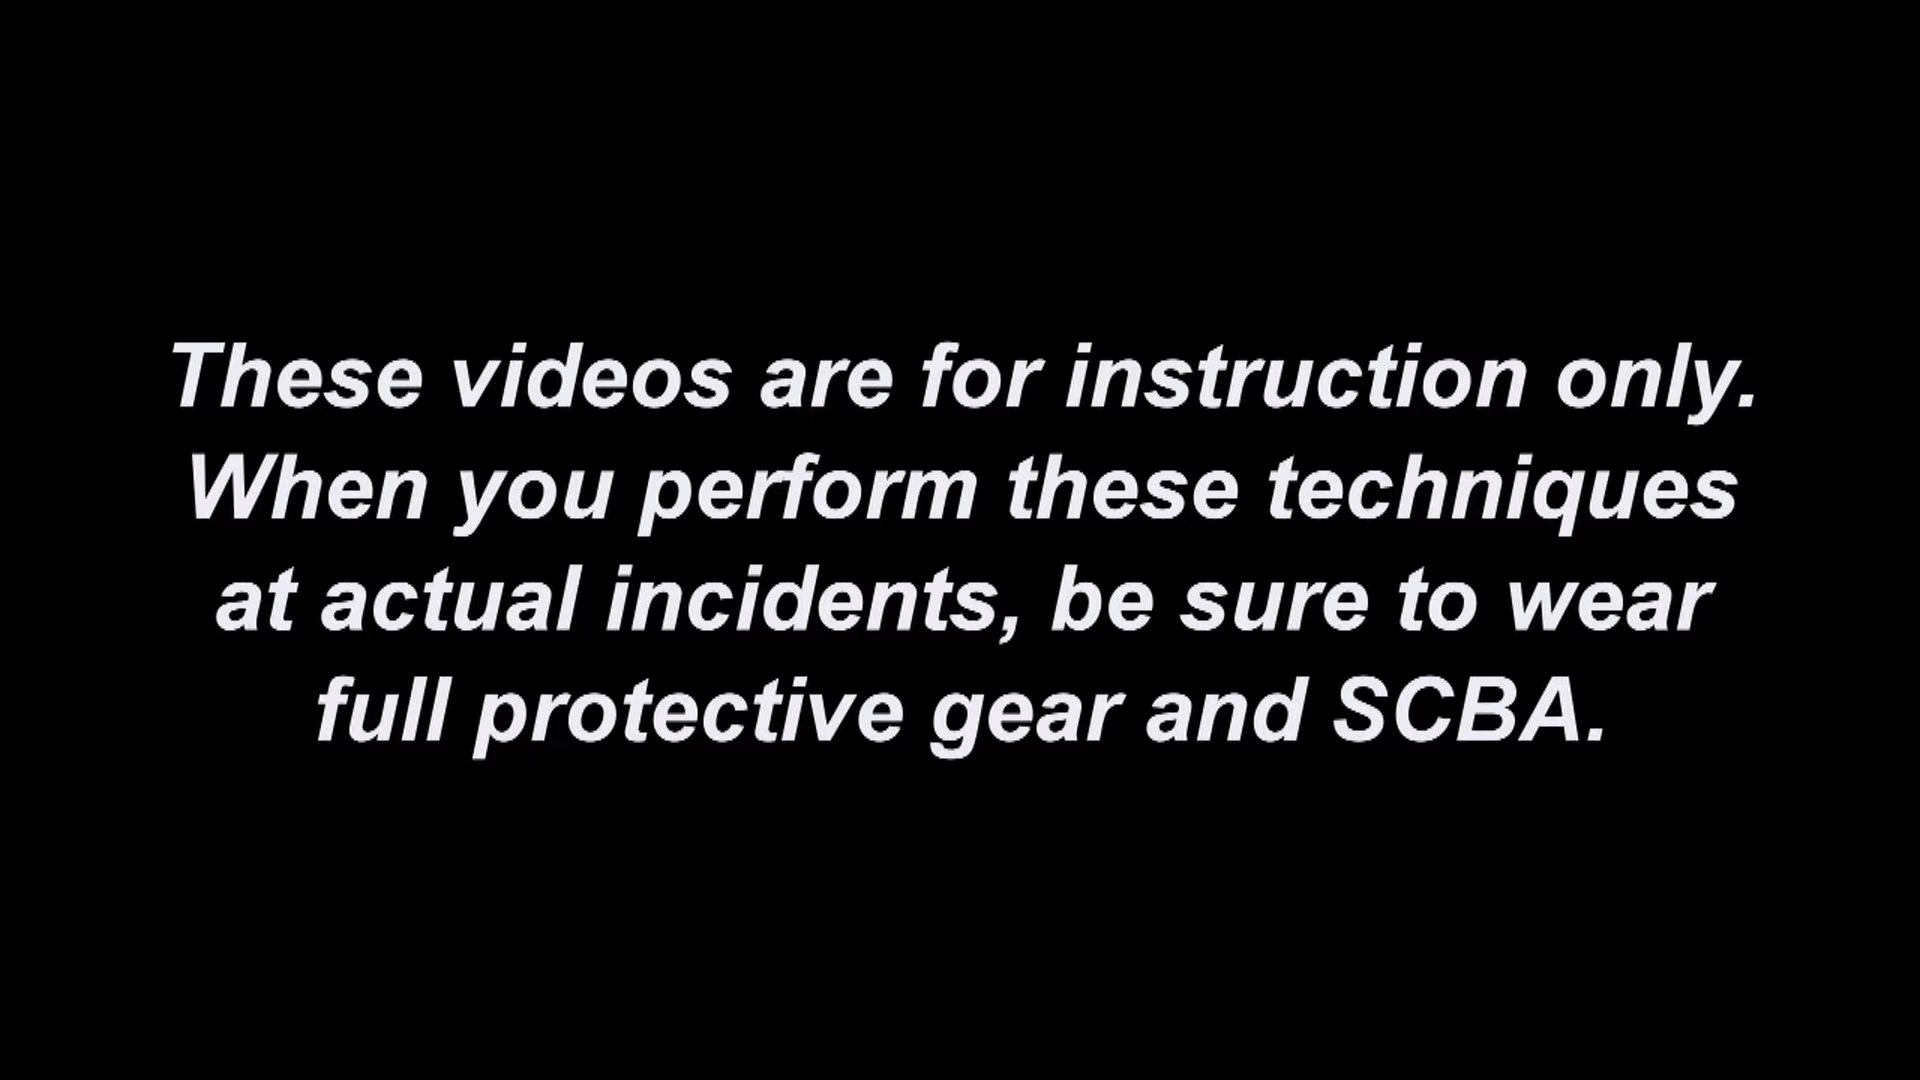 These videos are for instruction only.
When you perform these techniques
at actual incidents, be sure to wear
full protective gear and SCBA.